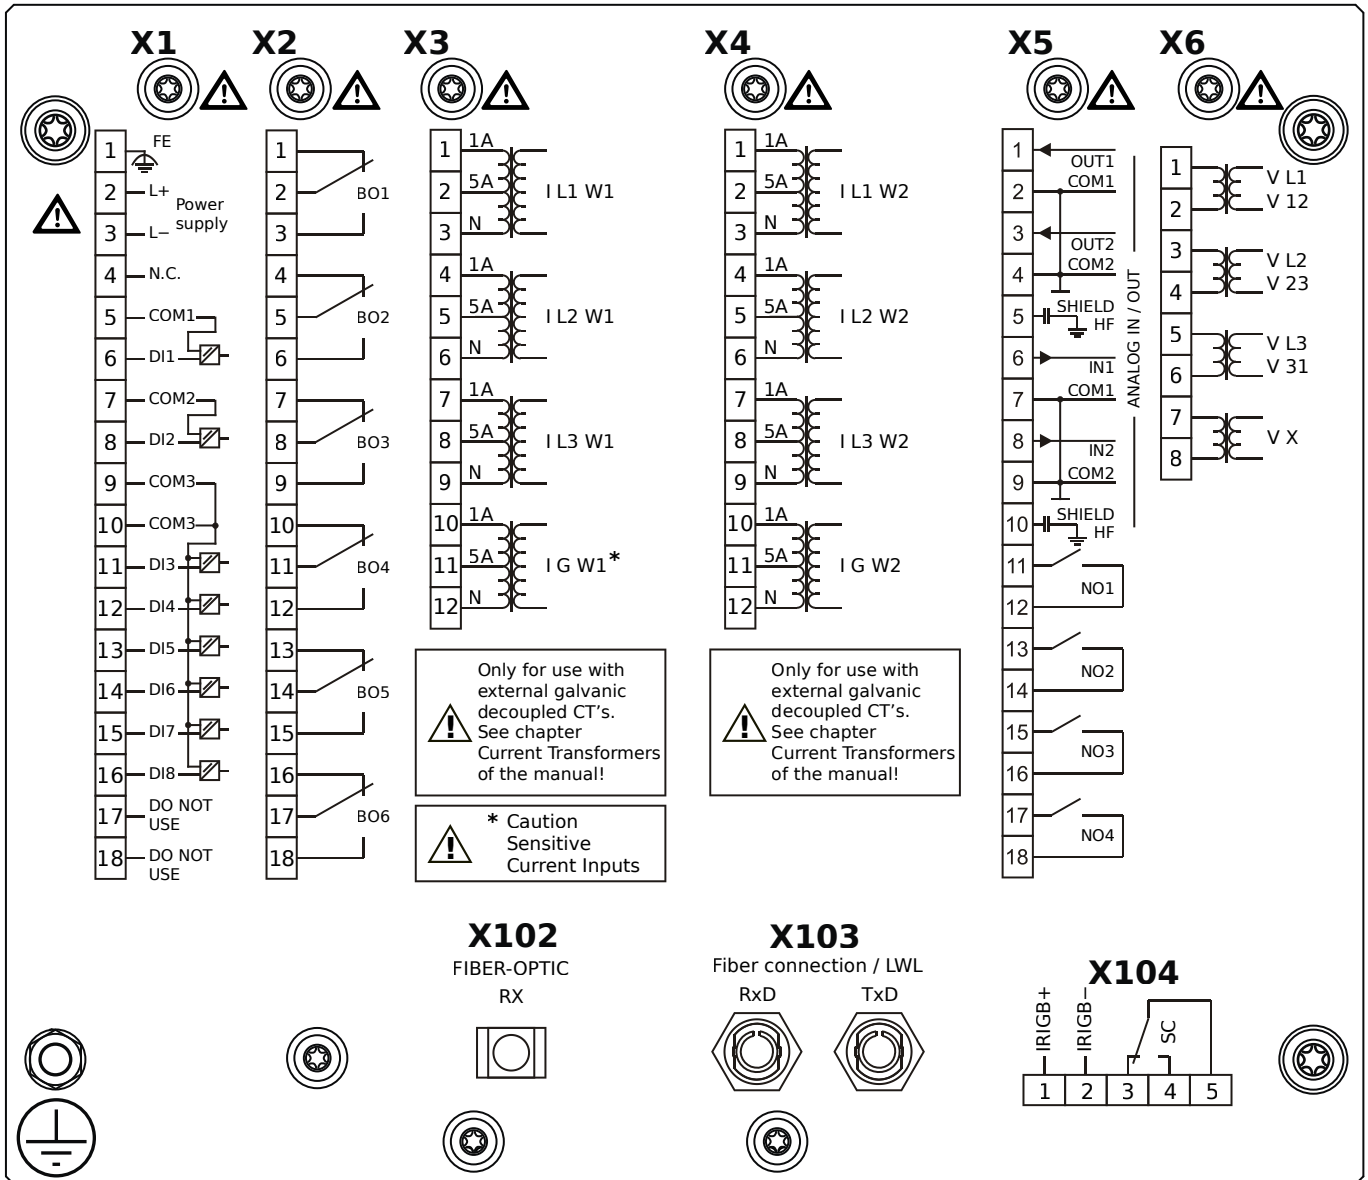 X1
X2
X3
X4
X5
X6
1 FE
2 L+
Power
supply
3 L−
4 N.C.
5 COM1
6 DI1
7 COM2
8 DI2
9 COM3
10 COM3
11 DI3
12 DI4
13 DI5
14 DI6
15 DI7
16 DI8
17 DO NOT
USE
18 DO NOT
USE
1
2 BO1
3
4
5 BO2
6
7
8 BO3
9
10
11 BO4
12
13
14 BO5
15
16
17 BO6
18
1 1A
2 5A I L1 W1
3 N
4 1A
5 5A I L2 W1
6 N
7 1A
8 5A I L3 W1
9 N
10 1A
11 5A I G W1*
12 N
Only for use with
external galvanic
decoupled CT's.
See chapter
Current Transformers
of the manual!
* Caution
Sensitive
Current Inputs
1 1A
2 5A I L1 W2
3 N
4 1A
5 5A I L2 W2
6 N
7 1A
8 5A I L3 W2
9 N
10 1A
11 5A I G W2
12 N
Only for use with
external galvanic
decoupled CT's.
See chapter
Current Transformers
of the manual!
1 OUT1
2 COM1
3 OUT2
4 COM2
5 SHIELD
HF
6 IN1
7 COM1
8 IN2
9 COM2
10 SHIELD
HF
ANALOG IN / OUT
11
NO1
12
13
NO2
14
15
NO3
16
17
NO4
18
1 V L1
2 V 12
3 V L2
4 V 23
5 V L3
6 V 31
7
V X
8
X102
FIBER-OPTIC
RX
X103
Fiber connection / LWL
RxD TxD
X104
IRIGB+
IRIGB−
SC
1 2 3 4 5